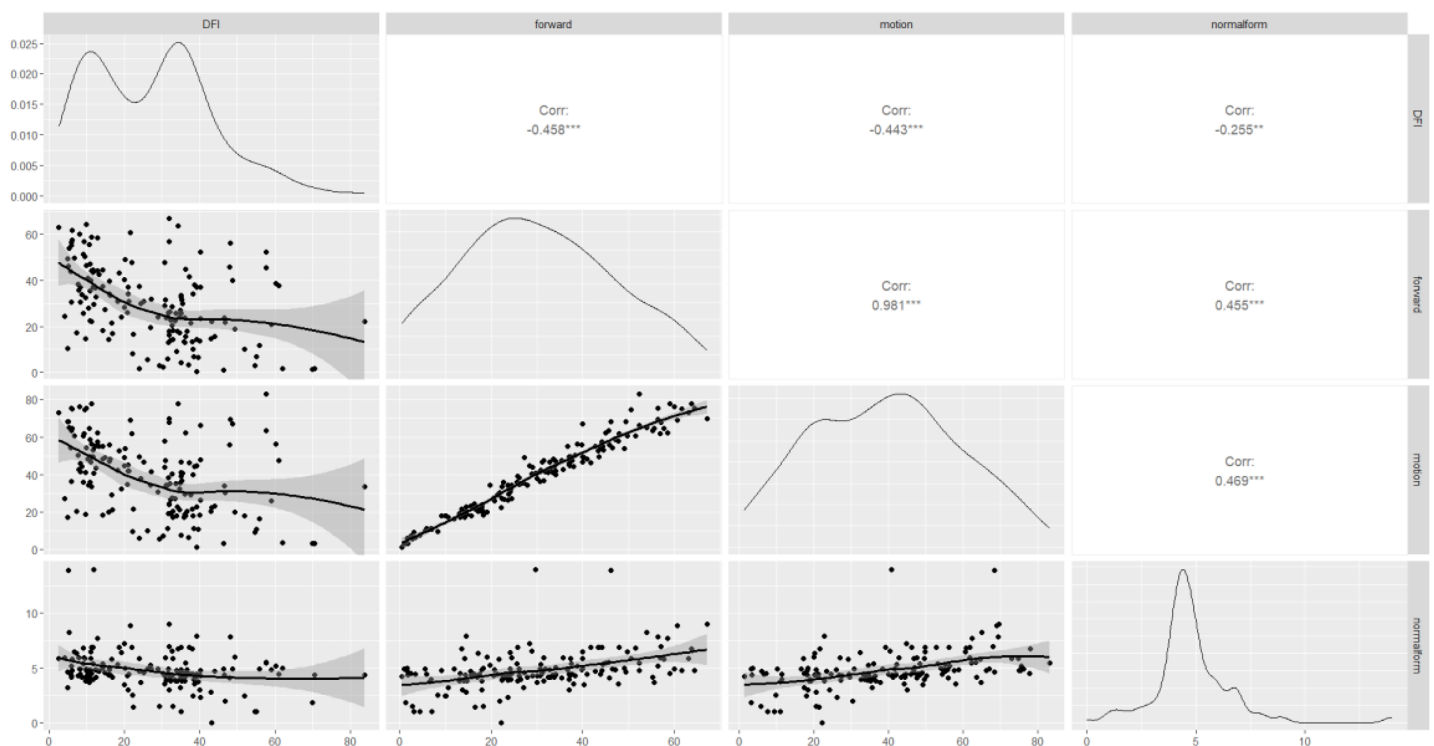 DFI forward motion normalform
0.025
0.020
0.015
0.010
0.005
0.000
Corr:
-0.458***
Corr:
-0.443***
Corr:
-0.255**
DFI
60
40
20
0
Corr:
0.981***
Corr:
0.455***
forward
80
60
40
20
0
Corr:
0.469***
motion
10
5
0
normalform
0 20 40 60 80
0 20 40 60
0 20 40 60 80
0 5 10